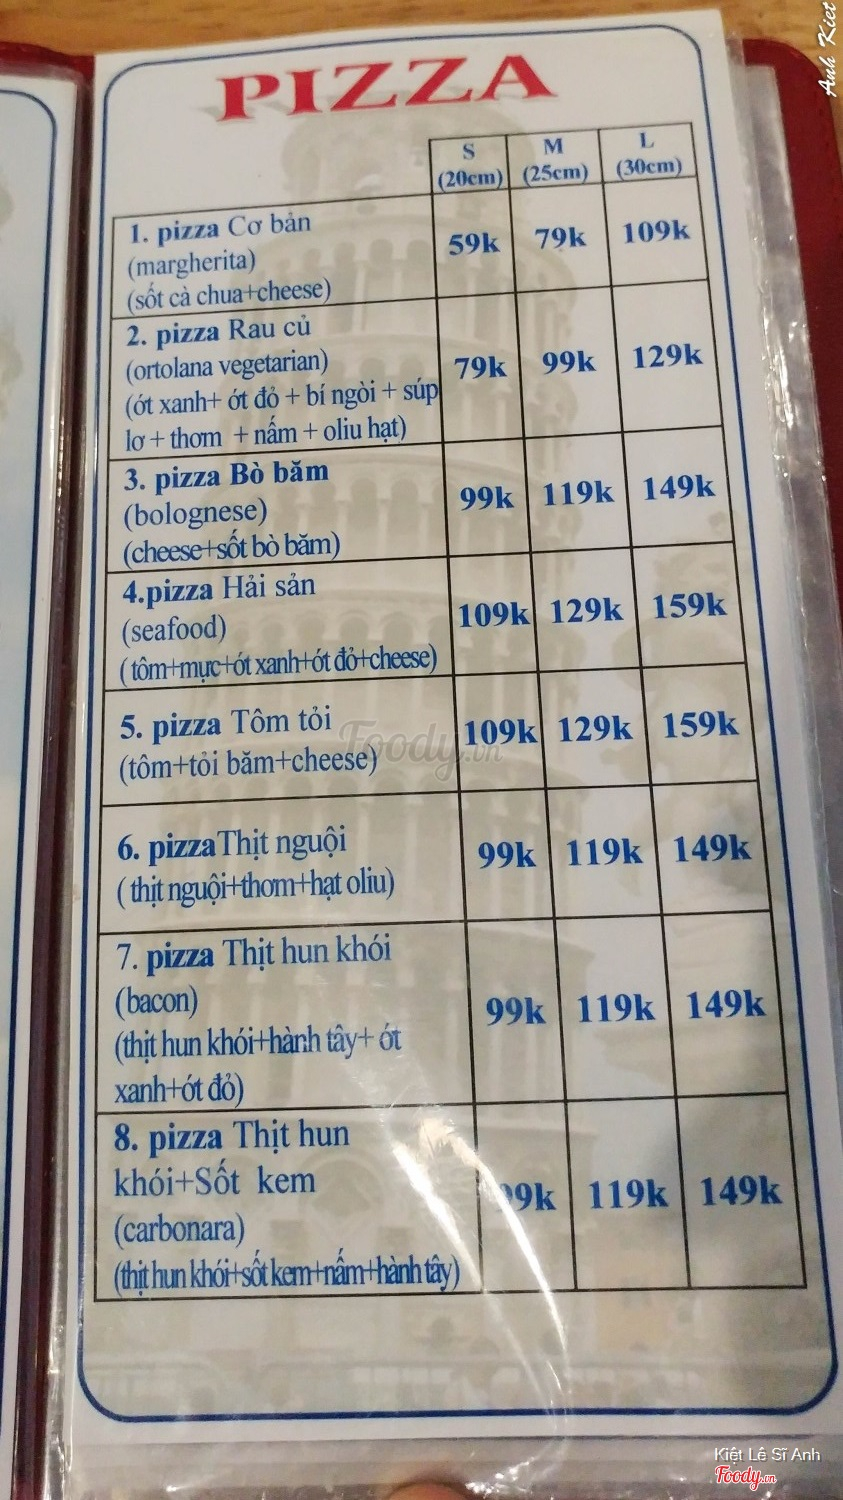 PIZZA
S M L
(20cm) (25cm) (30cm)
1. pizza Cơ bản
(margherita)
(sốt cà chua+cheese)
59k 79k 109k
2. pizza Rau củ
(ortolana vegetarian)
(ớt xanh+ ớt đỏ + bí ngòi + súp
lơ + thơm + nấm + oliu hạt)
79k 99k 129k
3. pizza Bò băm
(bolognese)
(cheese+sốt bò băm)
99k 119k 149k
4.pizza Hải sản
(seafood)
( tôm+mực+ớt xanh+ớt đỏ+cheese)
109k 129k 159k
5. pizza Tôm tỏi
(tôm+tỏi băm+cheese)
109k 129k 159k
6. pizza Thịt nguội
( thịt nguội+thơm+hạt oliu)
99k 119k 149k
7. pizza Thịt hun khói
(bacon)
(thịt hun khói+hành tây+ ớt
xanh+ớt đỏ)
99k 119k 149k
8. pizza Thịt hun
khói+Sốt kem
(carbonara)
(thịt hun khói+sốt kem+nấm+hành tây)
99k 119k 149k
Foody.vn
Anh Kiet
Kiệt Lê Sĩ Anh
Foody.vn